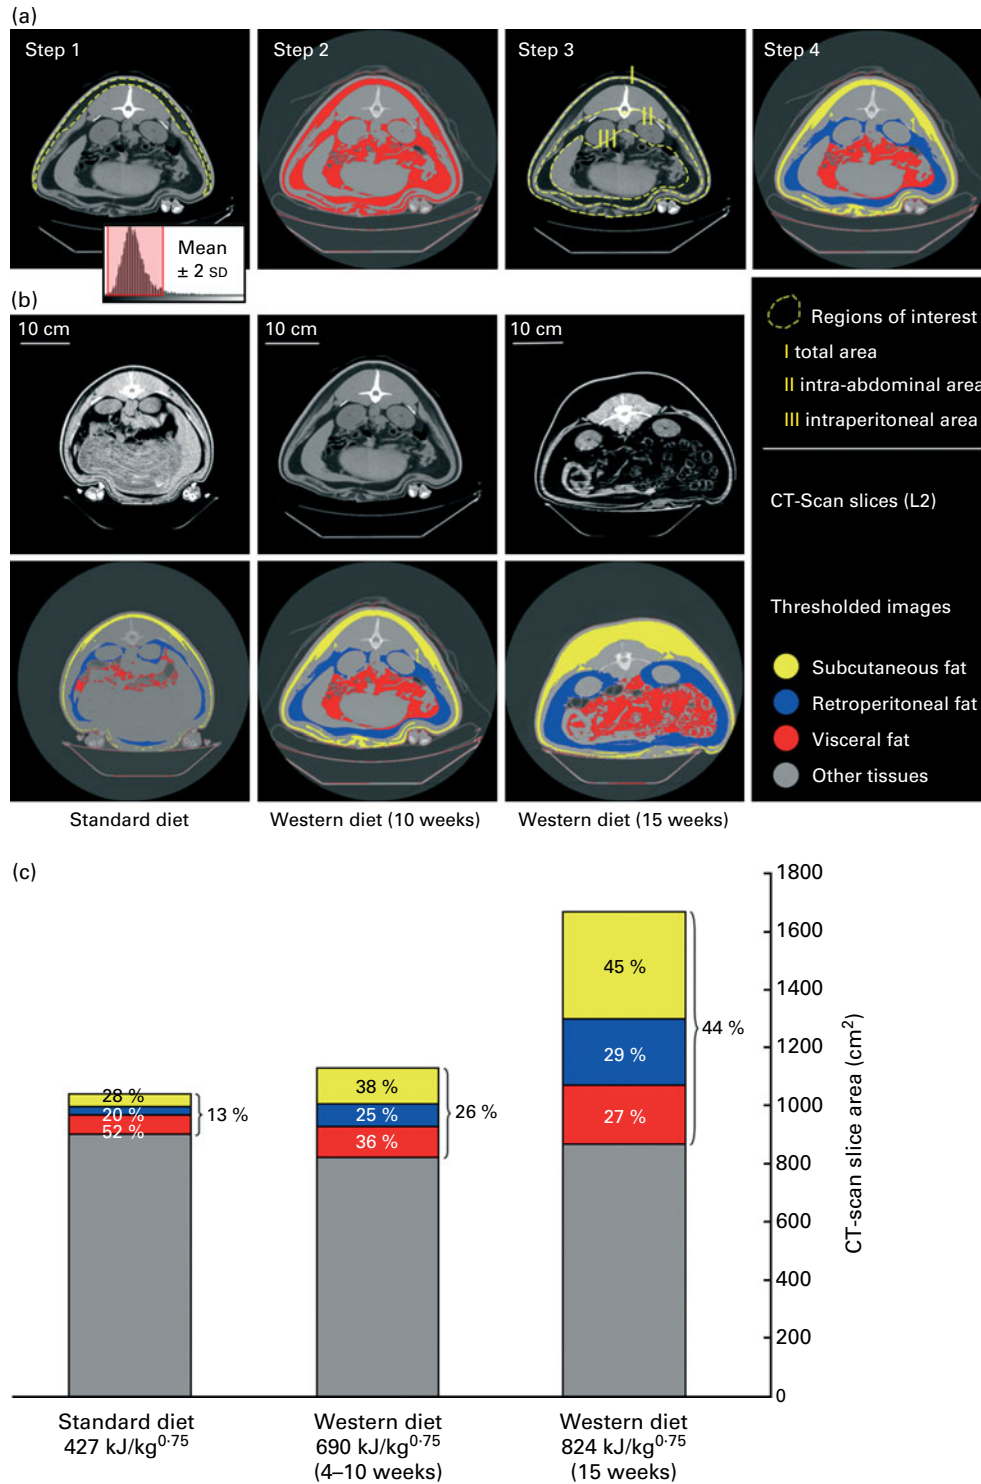 (a)
Step 1
Step 2
Step 3
Step 4
I
II
III
Mean
± 2 SD
(b)
10 cm
10 cm
10 cm
Regions of interest
I total area
II intra-abdominal area
III intraperitoneal area
CT-Scan slices (L2)
Thresholded images
Subcutaneous fat
Retroperitoneal fat
Visceral fat
Other tissues
Standard diet
Western diet (10 weeks)
Western diet (15 weeks)
(c)
1800
1600
1400
1200
1000
800
600
400
200
0
CT-scan slice area (cm²)
28 %
20 %
52 %
13 %
38 %
25 %
36 %
26 %
45 %
29 %
27 %
44 %
Standard diet
427 kJ/kg⁰·⁷⁵
Western diet
690 kJ/kg⁰·⁷⁵
(4–10 weeks)
Western diet
824 kJ/kg⁰·⁷⁵
(15 weeks)